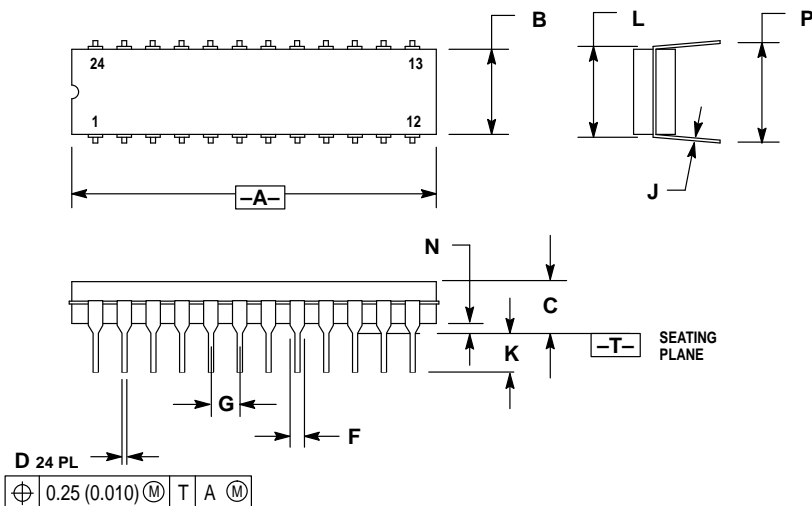 B
L
P
24 13
1 12
–A–
J
N
C
K
–T–
SEATING
PLANE
G
F
D 24 PL
⌖ 0.25 (0.010) Ⓜ T A Ⓜ